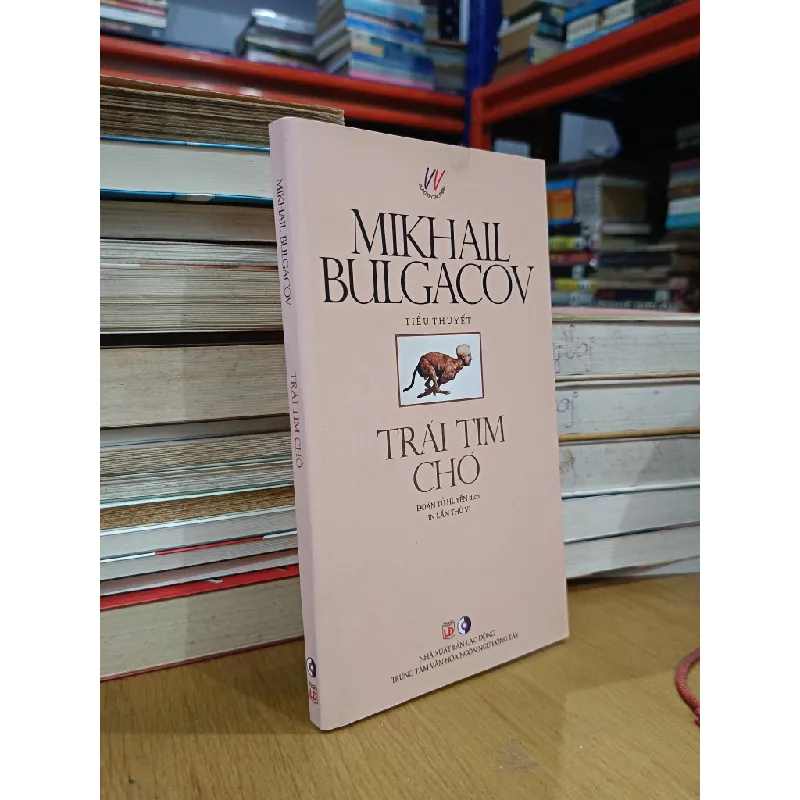 MIKHAIL
BULGACOV
TIỂU THUYẾT
TRÁI TIM
CHÓ
ĐOÀN TỬ HUYẾN dịch
IN LẦN THỨ VI
NHÀ XUẤT BẢN LAO ĐỘNG
TRUNG TÂM VĂN HÓA NGÔN NGỮ ĐÔNG TÂY
MIKHAIL BULGACOV
TRÁI TIM CHÓ